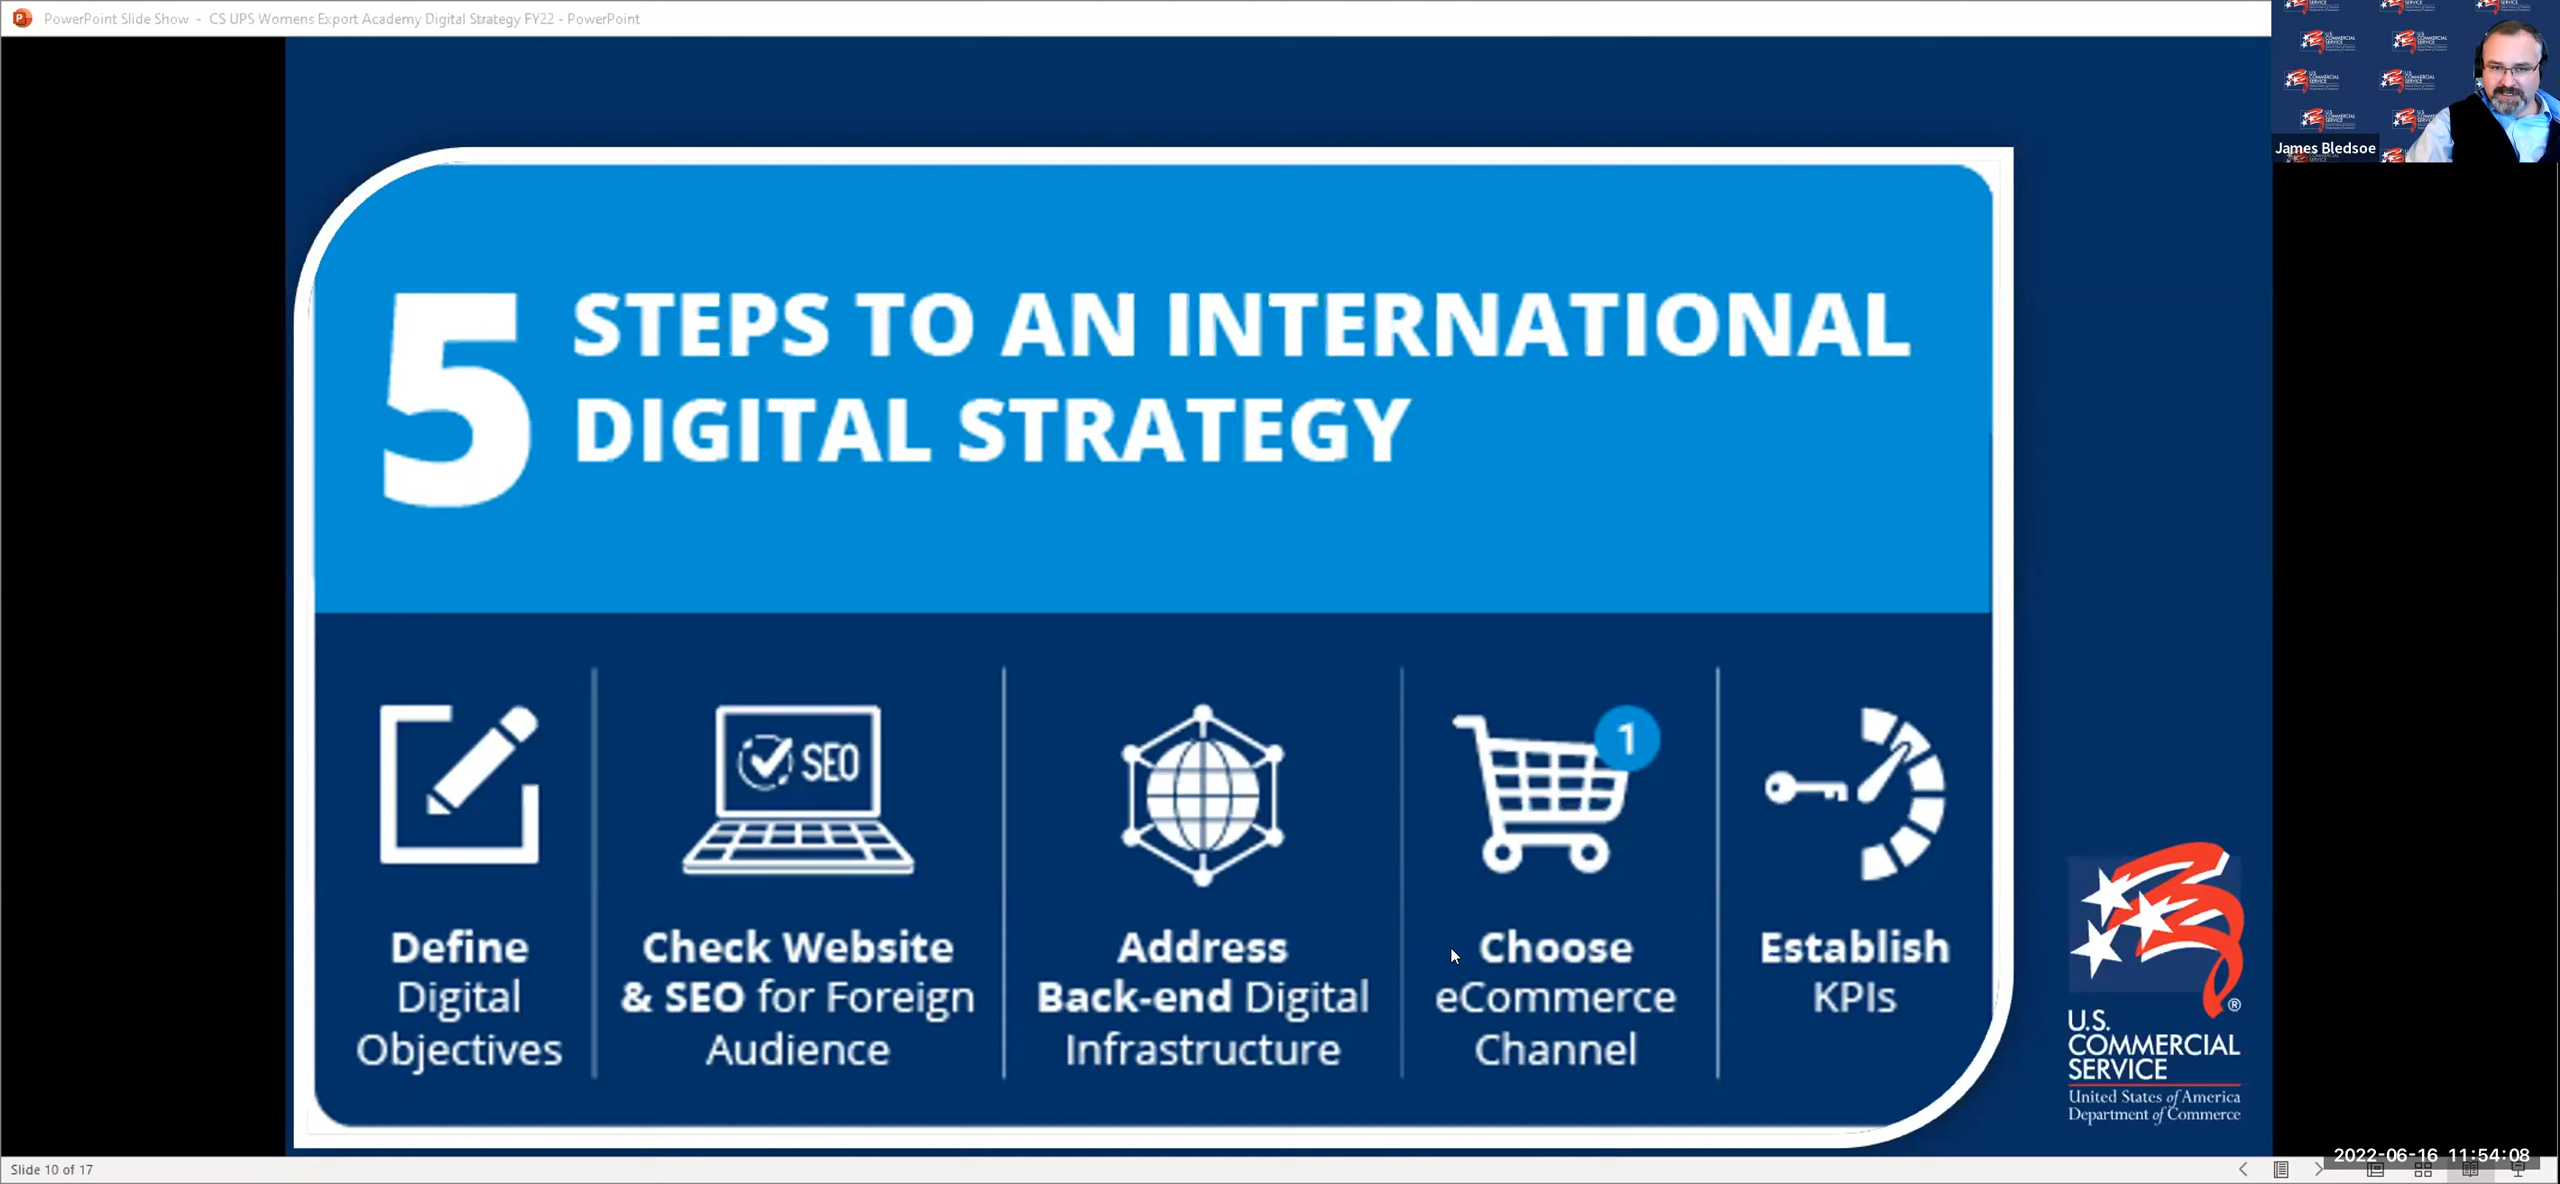 PowerPoint Slide Show - CS UPS Womens Export Academy Digital Strategy FY22 - PowerPoint
U.S.
COMMERCIAL
SERVICE
James Bledsoe
5
STEPS TO AN INTERNATIONAL
DIGITAL STRATEGY
SEO
1
Define
Digital
Objectives
Check Website
& SEO for Foreign
Audience
Address
Back-end Digital
Infrastructure
Choose
eCommerce
Channel
Establish
KPIs
®
U.S.
COMMERCIAL
SERVICE
United States of America
Department of Commerce
Slide 10 of 17
2022-06-16 11:54:08